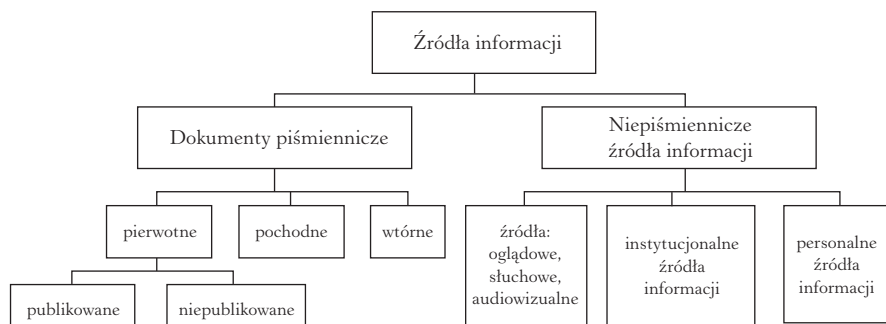 Źródła informacji
Dokumenty piśmiennicze
Niepiśmiennicze
źródła informacji
pierwotne
pochodne
wtórne
źródła:
oglądowe,
słuchowe,
audiowizualne
instytucjonalne
źródła
informacji
personalne
źródła
informacji
publikowane
niepublikowane